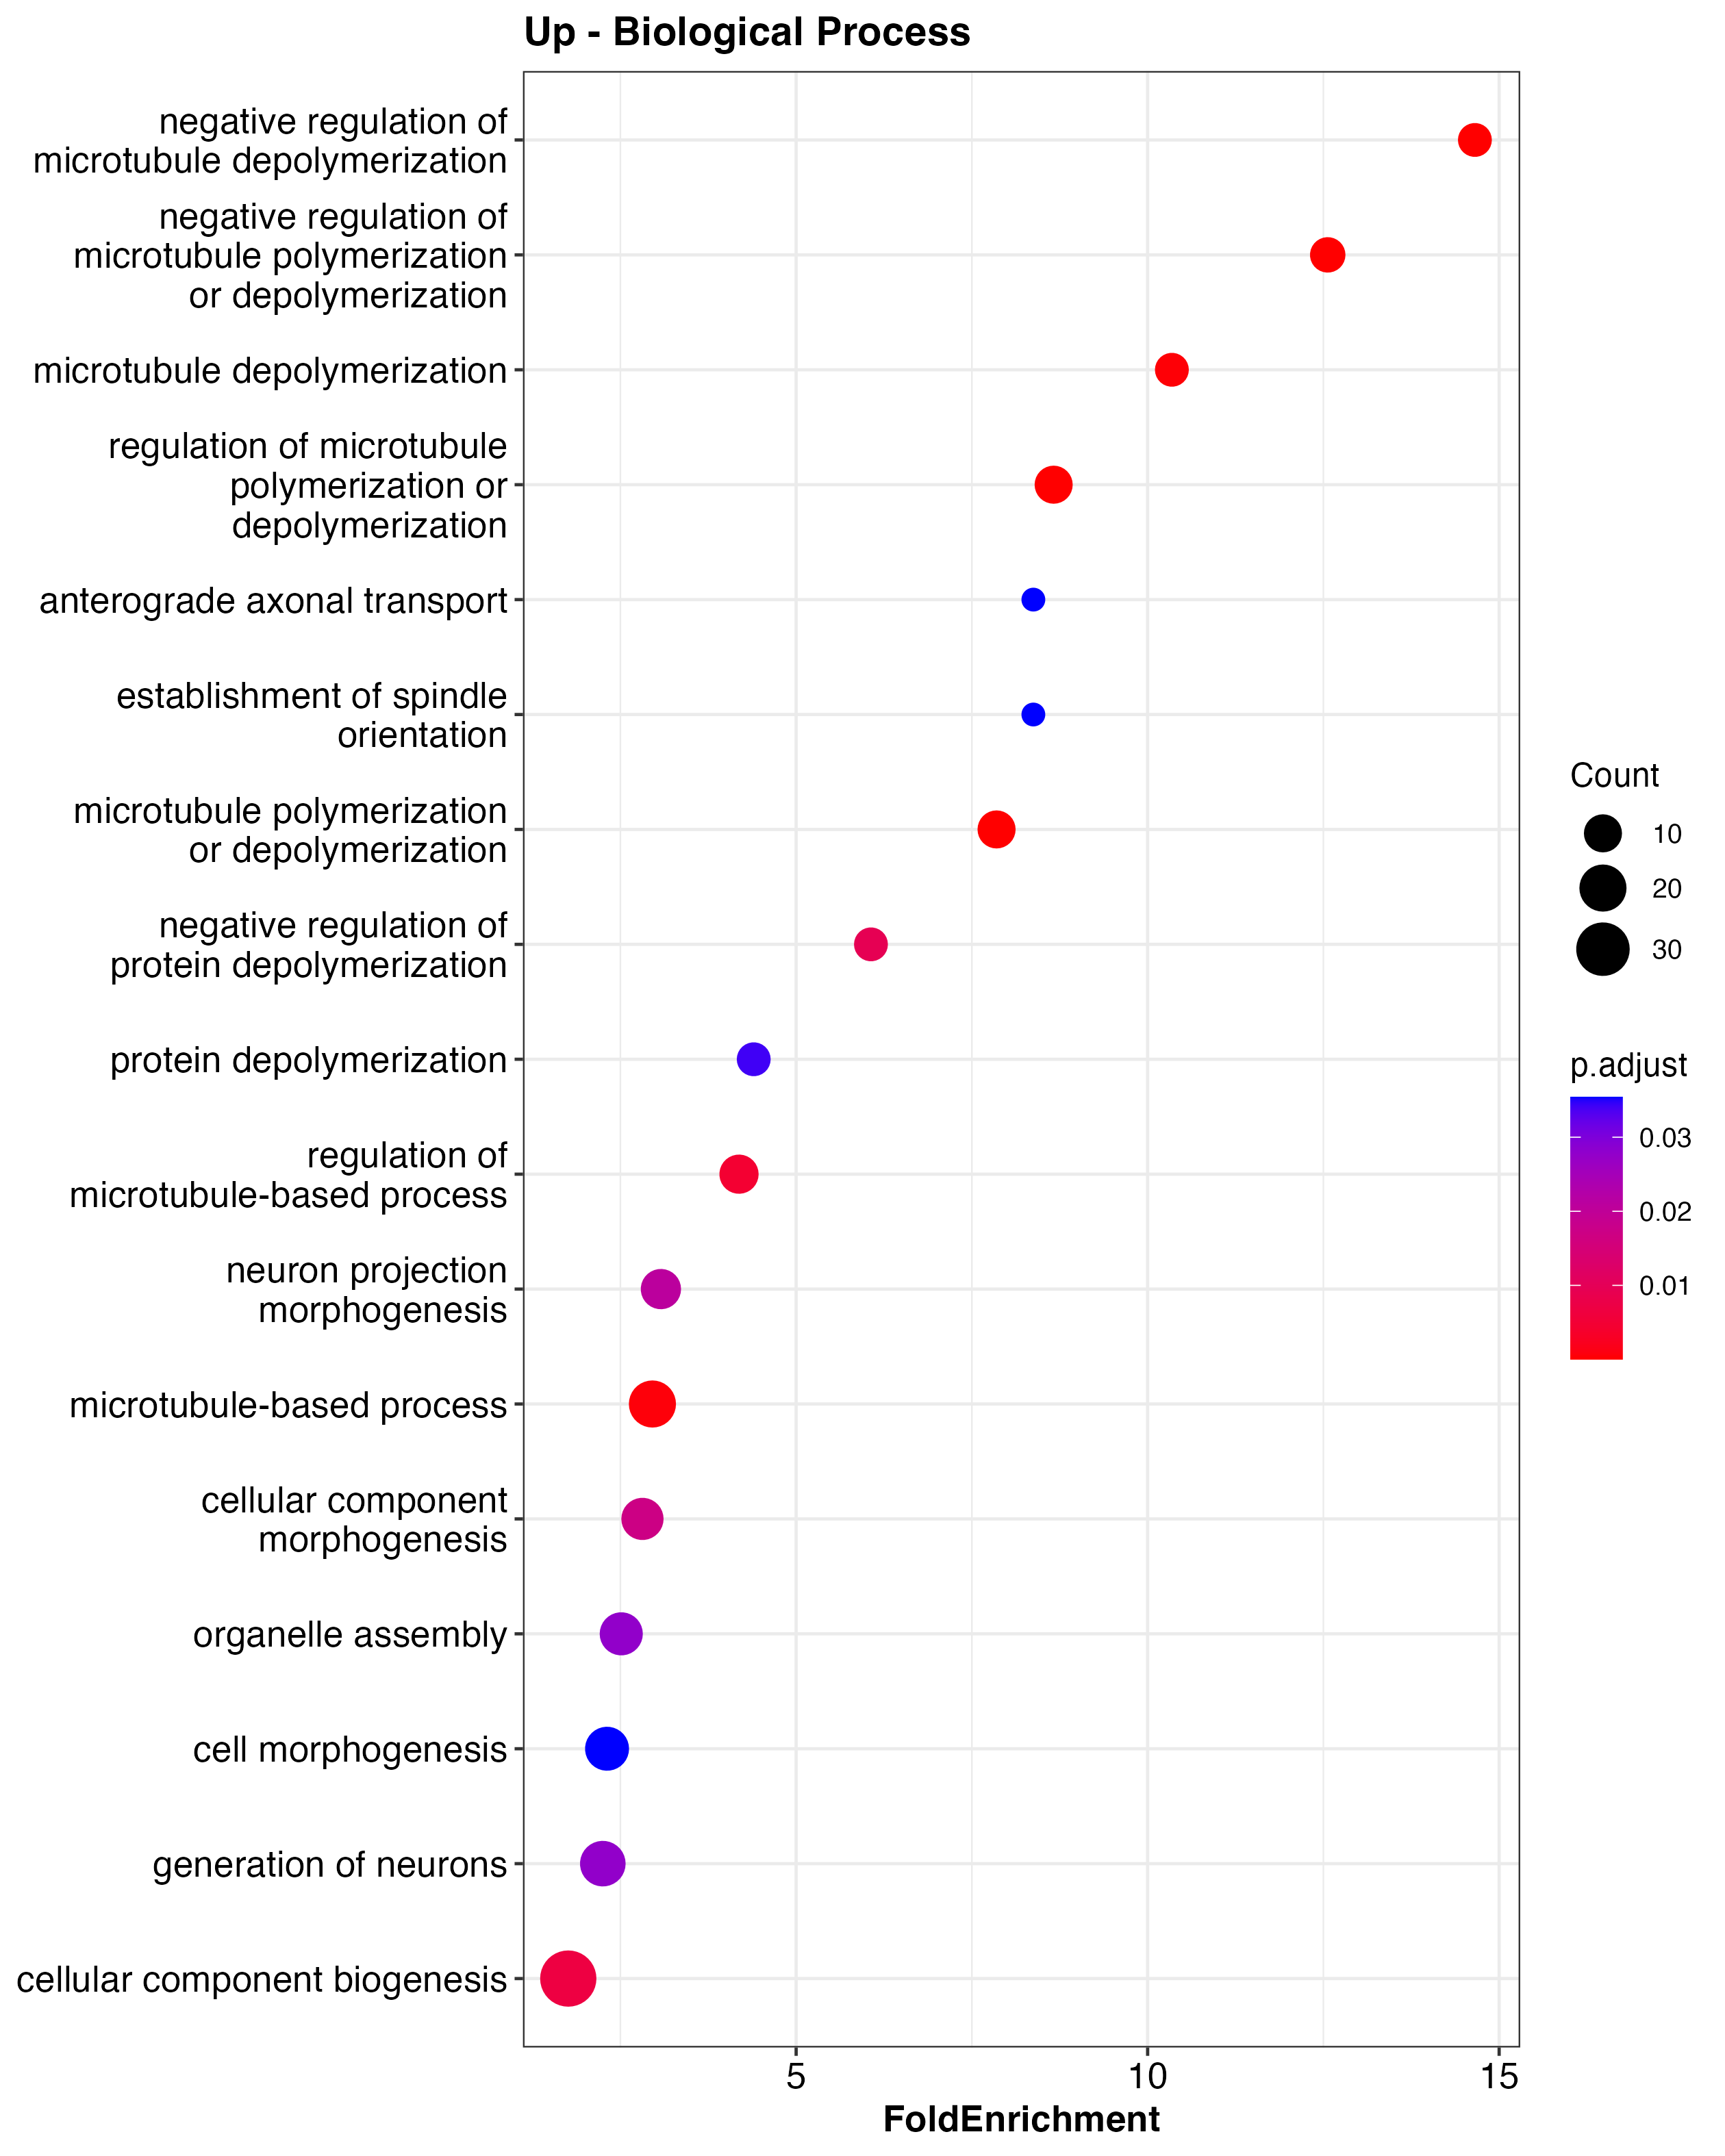 Up - Biological Process
negative regulation of
microtubule depolymerization
negative regulation of
microtubule polymerization
or depolymerization
microtubule depolymerization
regulation of microtubule
polymerization or
depolymerization
anterograde axonal transport
establishment of spindle
orientation
microtubule polymerization
or depolymerization
negative regulation of
protein depolymerization
protein depolymerization
regulation of
microtubule-based process
neuron projection
morphogenesis
microtubule-based process
cellular component
morphogenesis
organelle assembly
cell morphogenesis
generation of neurons
cellular component biogenesis
5 10 15
FoldEnrichment
Count
10
20
30
p.adjust
0.03
0.02
0.01